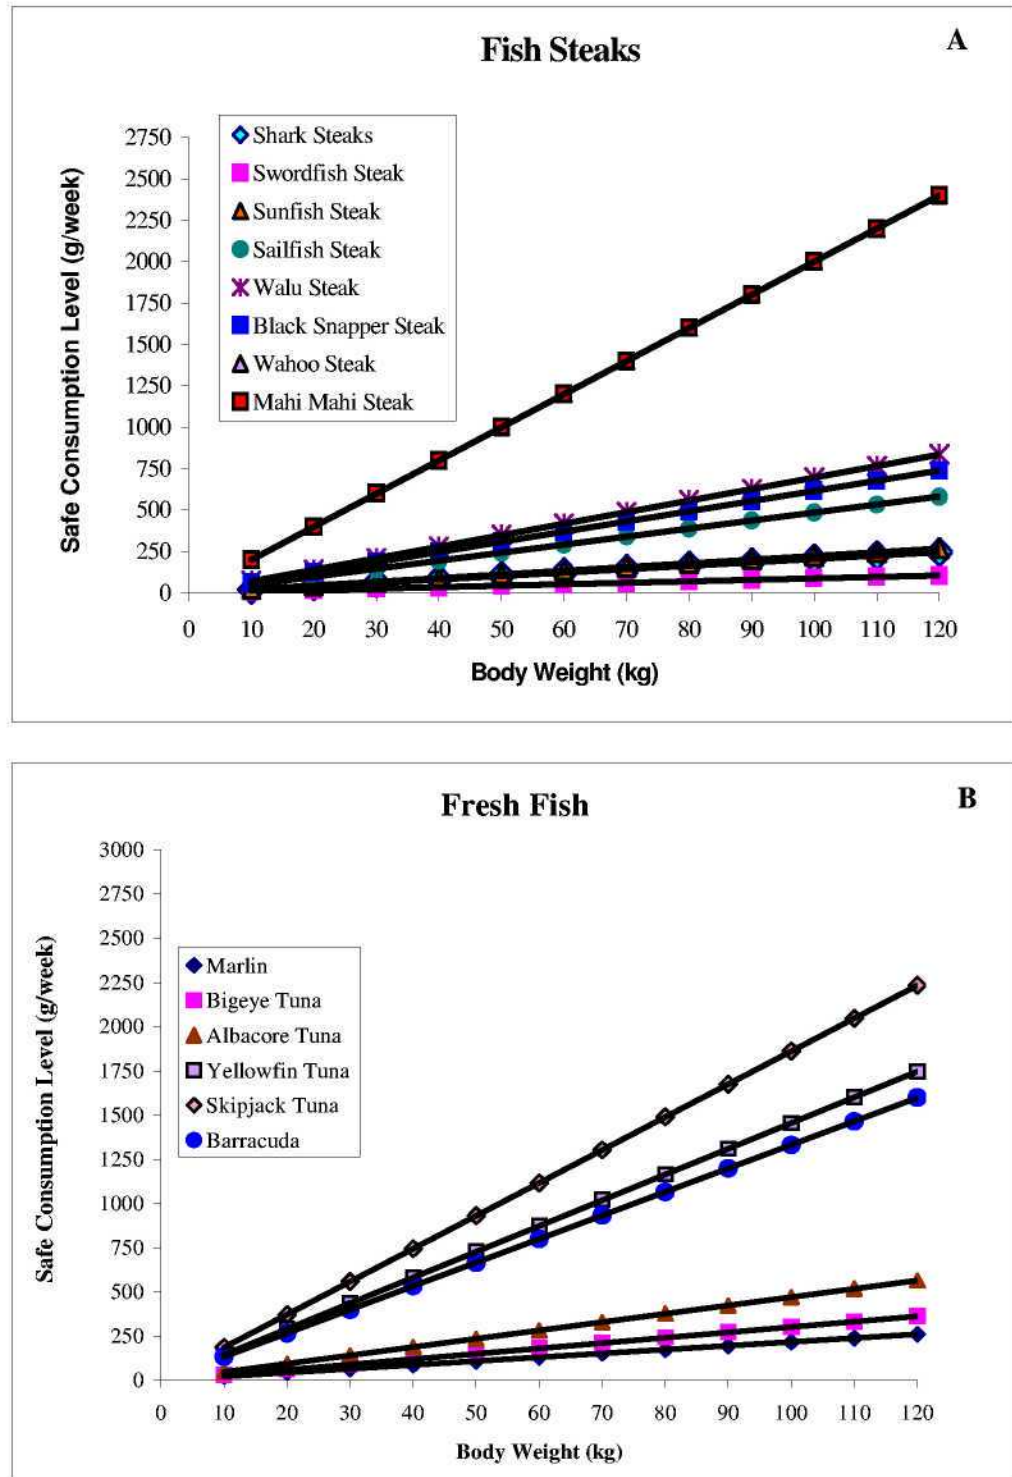 Fish Steaks
A
Safe Consumption Level (g/week)
2750
2500
2250
2000
1750
1500
1250
1000
750
500
250
0
Shark Steaks
Swordfish Steak
Sunfish Steak
Sailfish Steak
Walu Steak
Black Snapper Steak
Wahoo Steak
Mahi Mahi Steak
0 10 20 30 40 50 60 70 80 90 100 110 120
Body Weight (kg)
Fresh Fish
B
Safe Consumption Level (g/week)
3000
2750
2500
2250
2000
1750
1500
1250
1000
750
500
250
0
Marlin
Bigeye Tuna
Albacore Tuna
Yellowfin Tuna
Skipjack Tuna
Barracuda
0 10 20 30 40 50 60 70 80 90 100 110 120
Body Weight (kg)